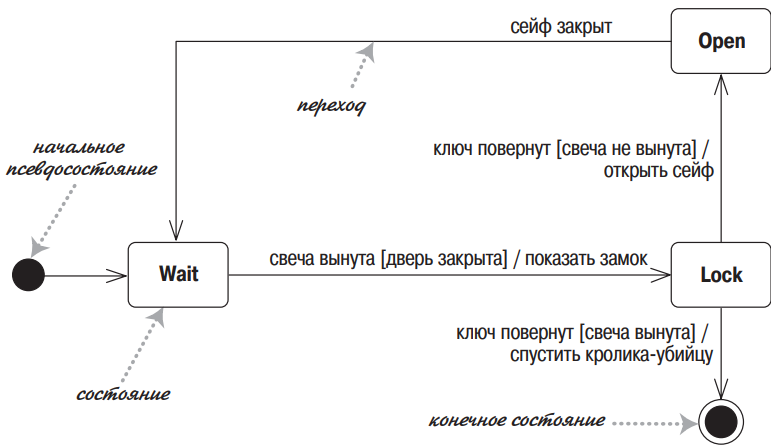 сейф закрыт
Open
переход
ключ повернут [свеча не вынута] /
открыть сейф
начальное
псевдосостояние
Wait
свеча вынута [дверь закрыта] / показать замок
Lock
ключ повернут [свеча вынута] /
спустить кролика-убийцу
состояние
конечное состояние